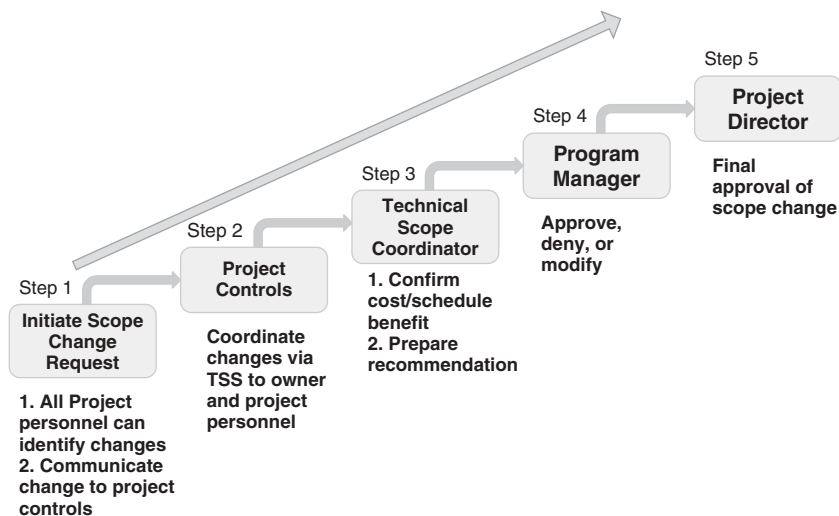 Step 1
Initiate Scope
Change
Request
1. All Project
personnel can
identify changes
2. Communicate
change to project
controls
Step 2
Project
Controls
Coordinate
changes via
TSS to owner
and project
personnel
Step 3
Technical
Scope
Coordinator
1. Confirm
cost/schedule
benefit
2. Prepare
recommendation
Step 4
Program
Manager
Approve,
deny, or
modify
Step 5
Project
Director
Final
approval of
scope change